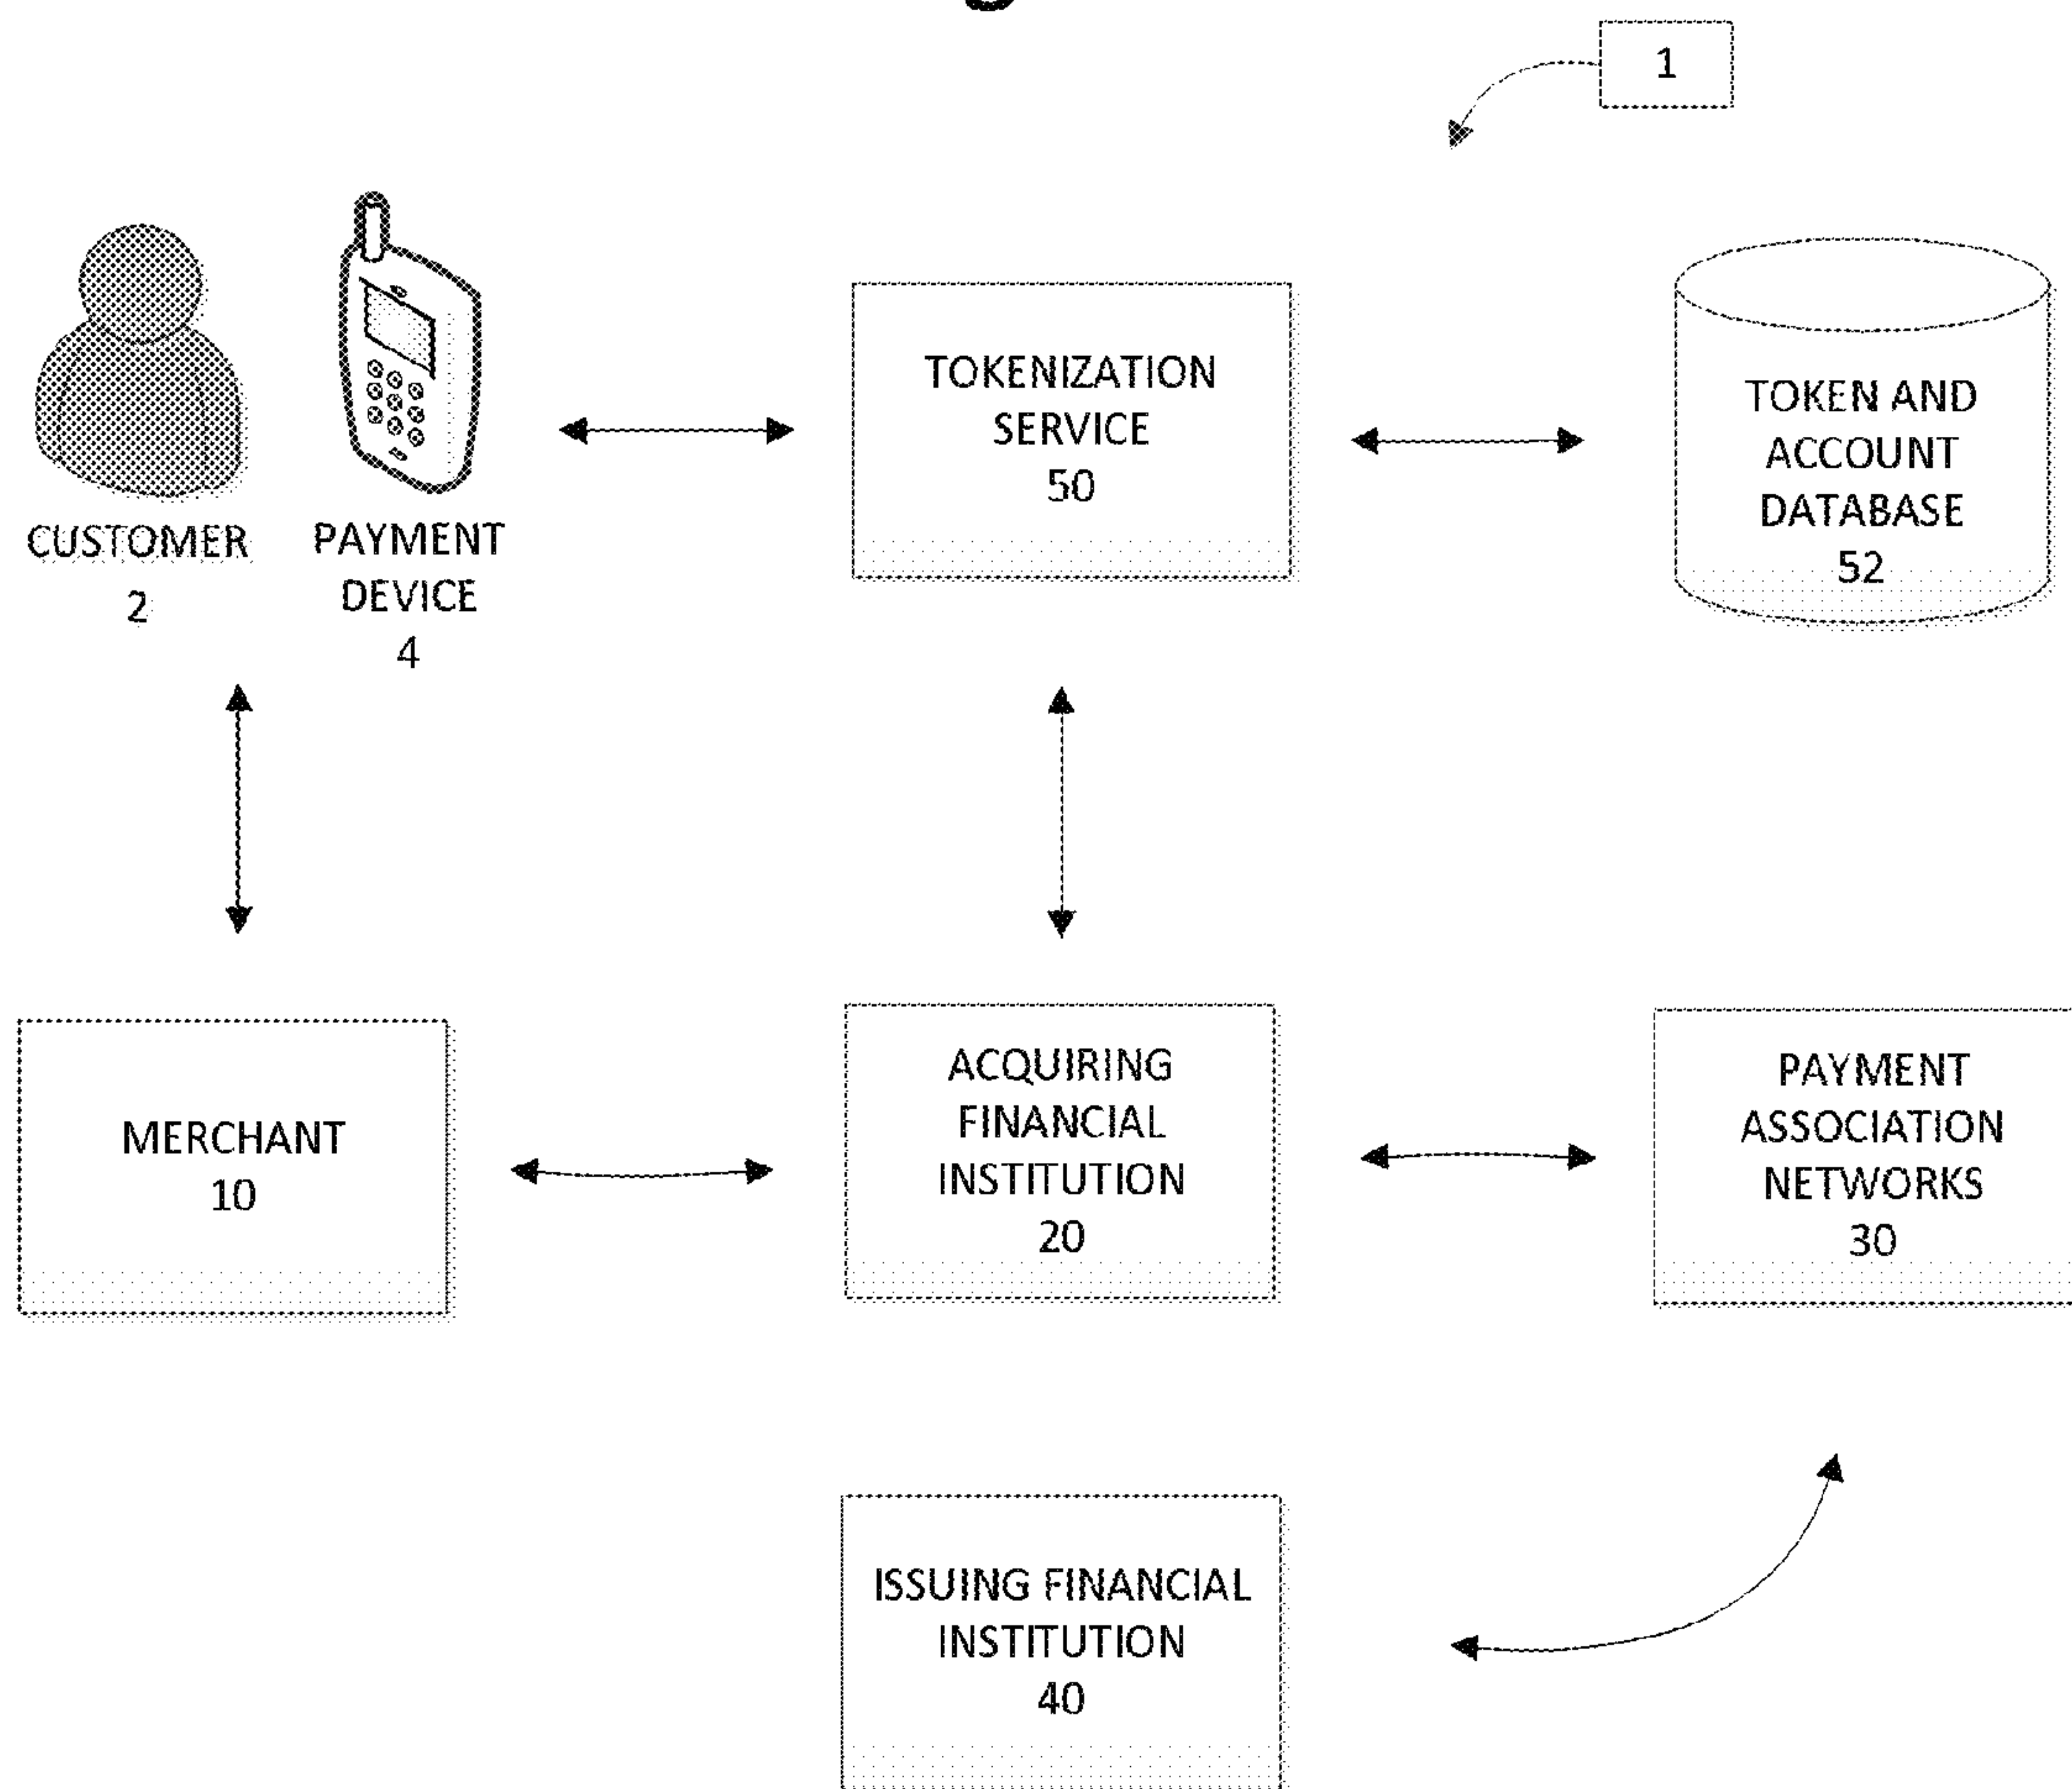 1
CUSTOMER
2
PAYMENT
DEVICE
4
TOKENIZATION
SERVICE
50
TOKEN AND
ACCOUNT
DATABASE
52
MERCHANT
10
ACQUIRING
FINANCIAL
INSTITUTION
20
PAYMENT
ASSOCIATION
NETWORKS
30
ISSUING FINANCIAL
INSTITUTION
40